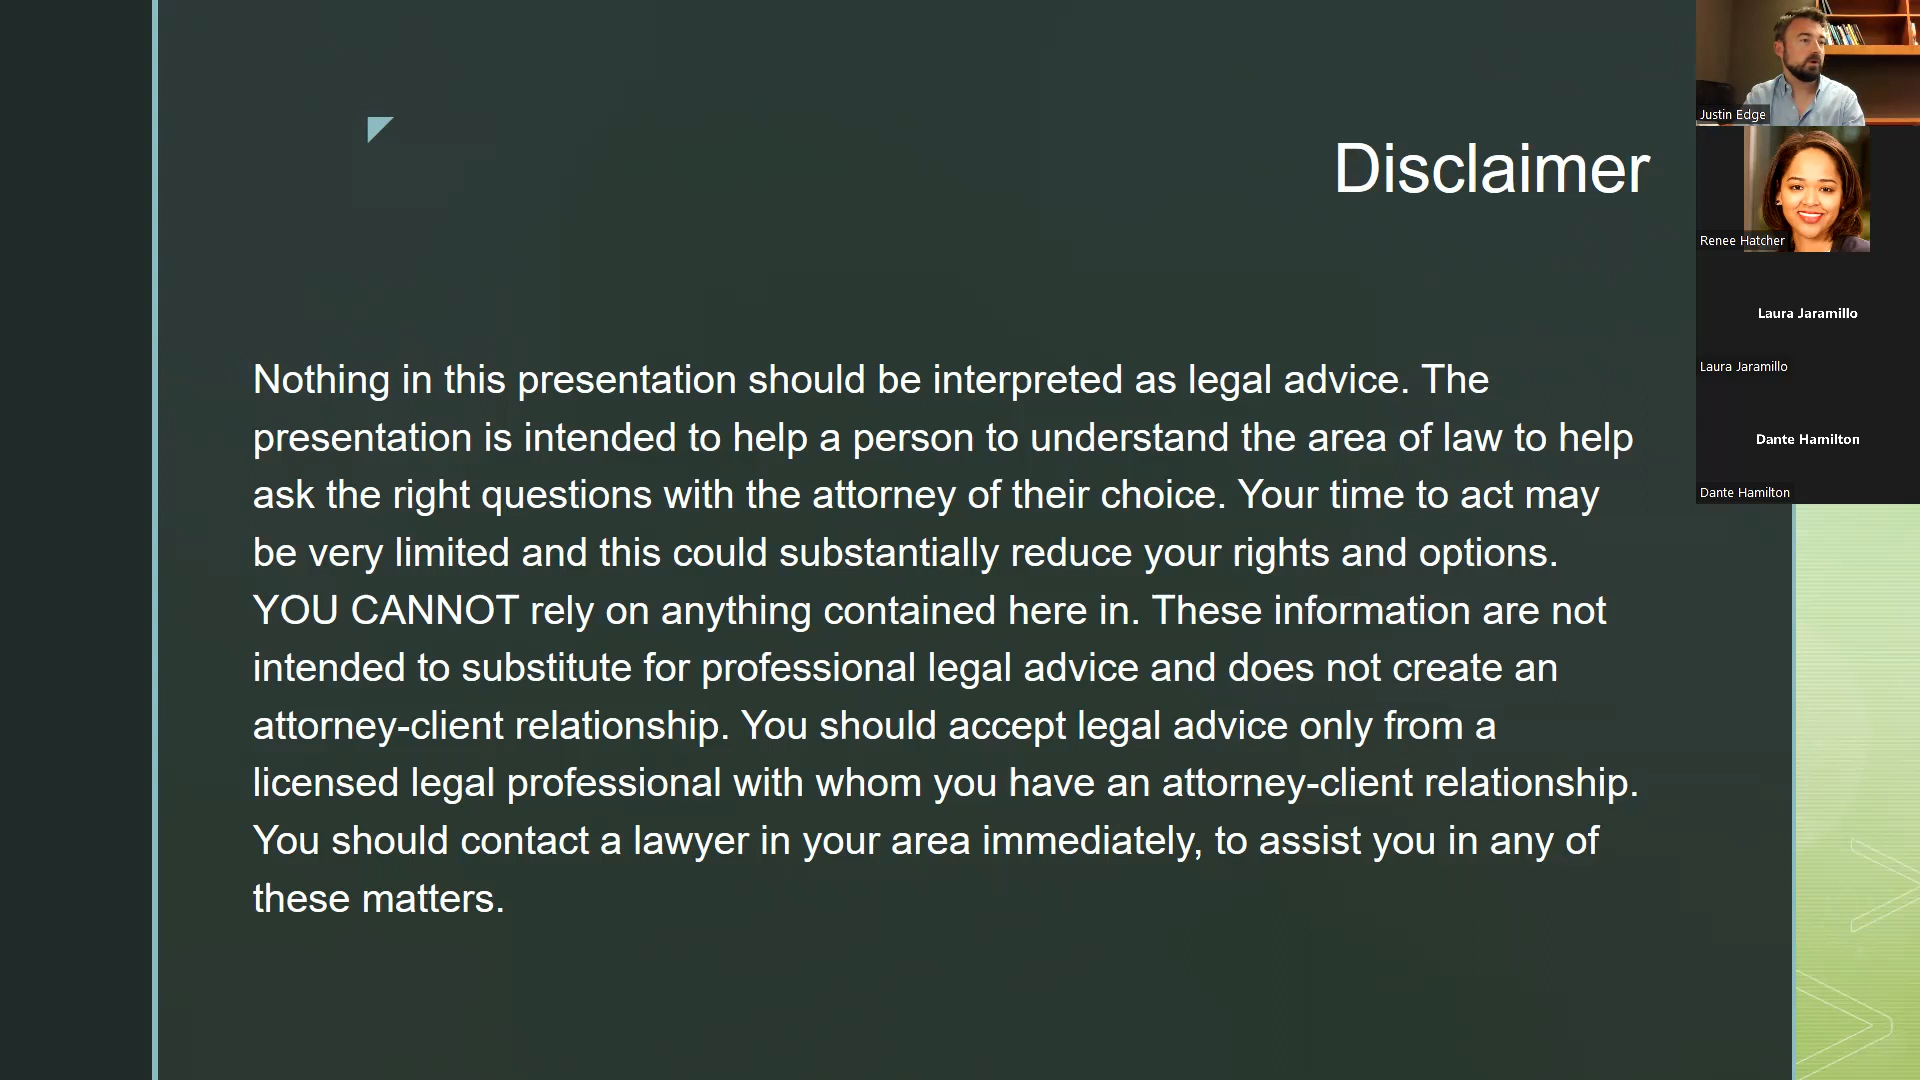 Disclaimer
Nothing in this presentation should be interpreted as legal advice. The
presentation is intended to help a person to understand the area of law to help
ask the right questions with the attorney of their choice. Your time to act may
be very limited and this could substantially reduce your rights and options.
YOU CANNOT rely on anything contained here in. These information are not
intended to substitute for professional legal advice and does not create an
attorney-client relationship. You should accept legal advice only from a
licensed legal professional with whom you have an attorney-client relationship.
You should contact a lawyer in your area immediately, to assist you in any of
these matters.
Justin Edge
Renee Hatcher
Laura Jaramillo
Laura Jaramillo
Dante Hamilton
Dante Hamilton